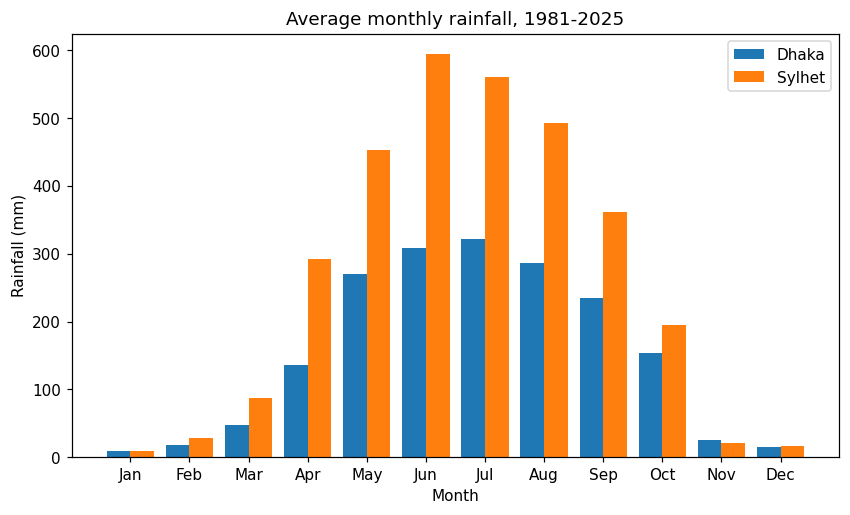 Average monthly rainfall, 1981-2025
Dhaka
Sylhet
Rainfall (mm)
600
500
400
300
200
100
0
Jan Feb Mar Apr May Jun Jul Aug Sep Oct Nov Dec
Month